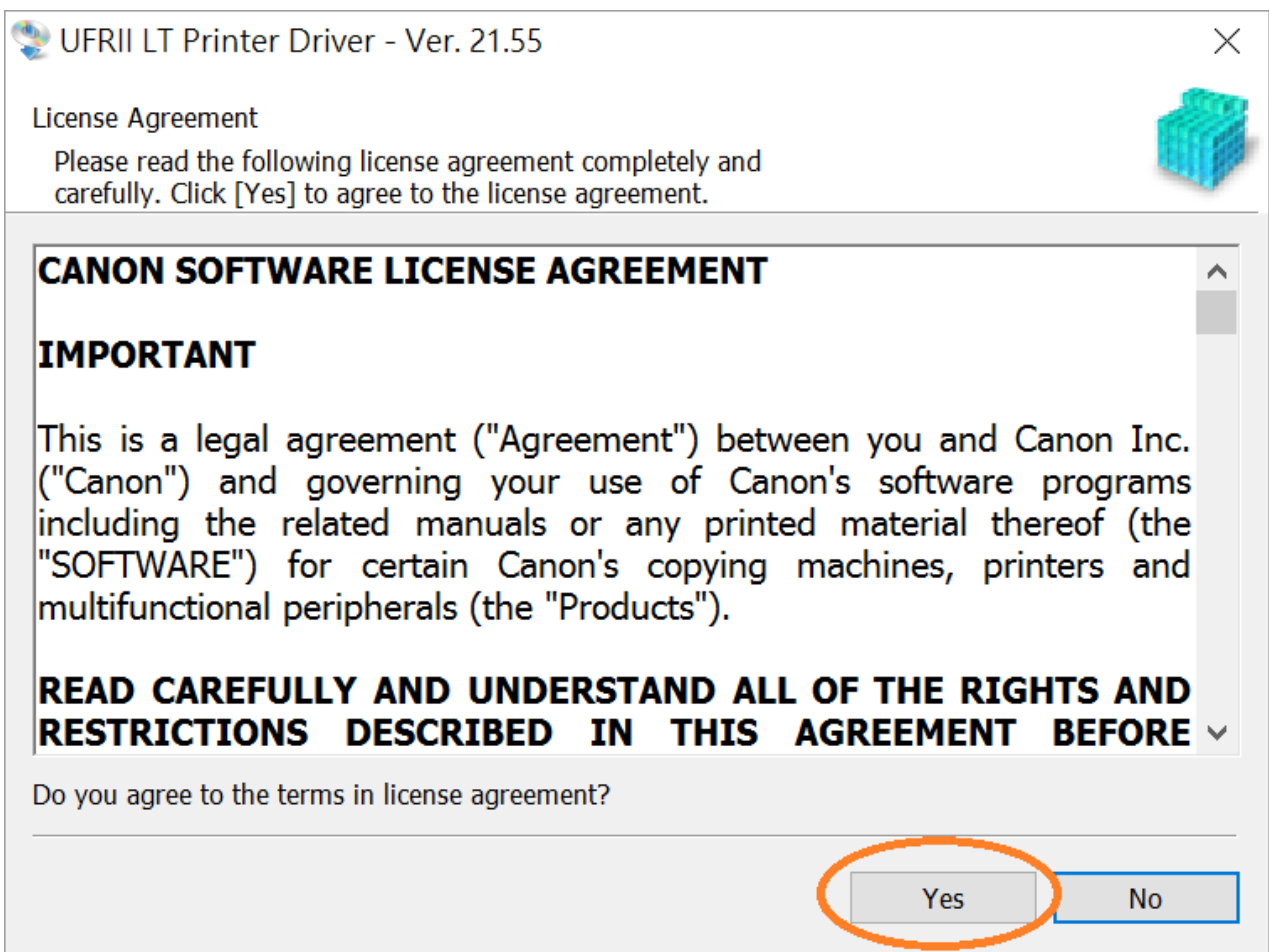 UFRII LT Printer Driver - Ver. 21.55
License Agreement
Please read the following license agreement completely and
carefully. Click [Yes] to agree to the license agreement.
CANON SOFTWARE LICENSE AGREEMENT
IMPORTANT
This is a legal agreement ("Agreement") between you and Canon Inc.
("Canon") and governing your use of Canon's software programs
including the related manuals or any printed material thereof (the
"SOFTWARE") for certain Canon's copying machines, printers and
multifunctional peripherals (the "Products").
READ CAREFULLY AND UNDERSTAND ALL OF THE RIGHTS AND
RESTRICTIONS DESCRIBED IN THIS AGREEMENT BEFORE
Do you agree to the terms in license agreement?
Yes No